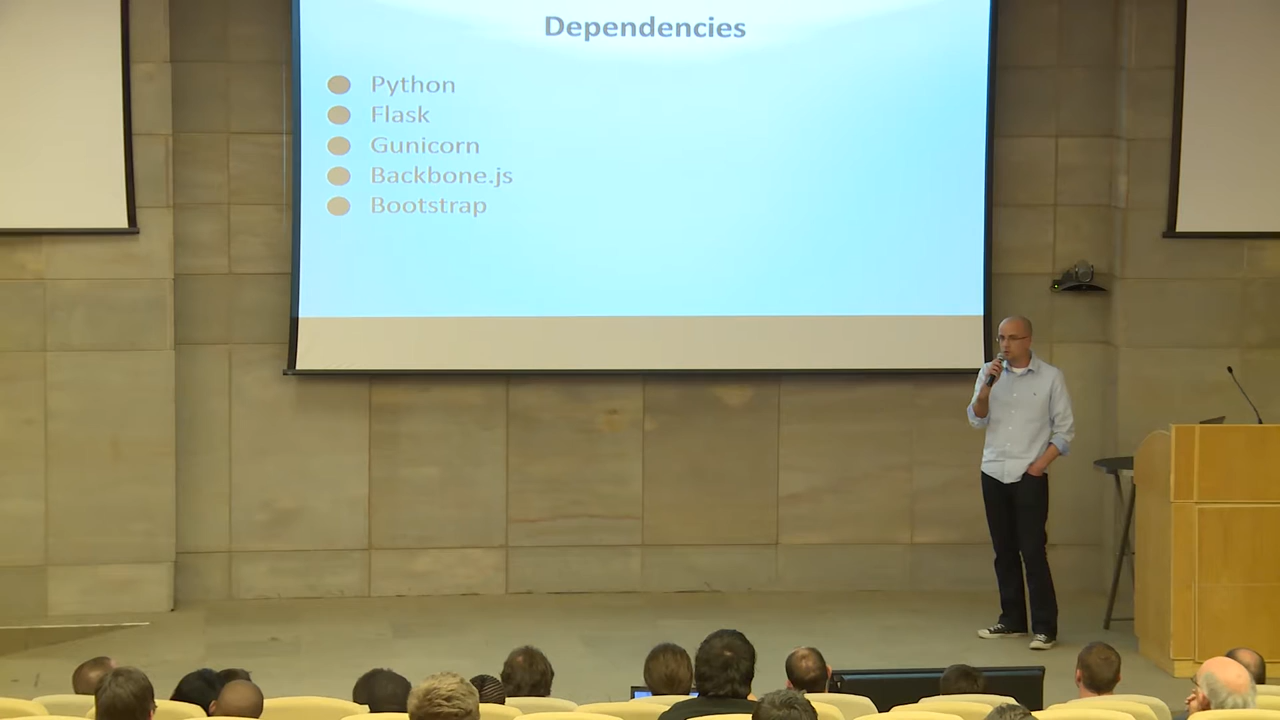 Dependencies
Python
Flask
Gunicorn
Backbone.js
Bootstrap